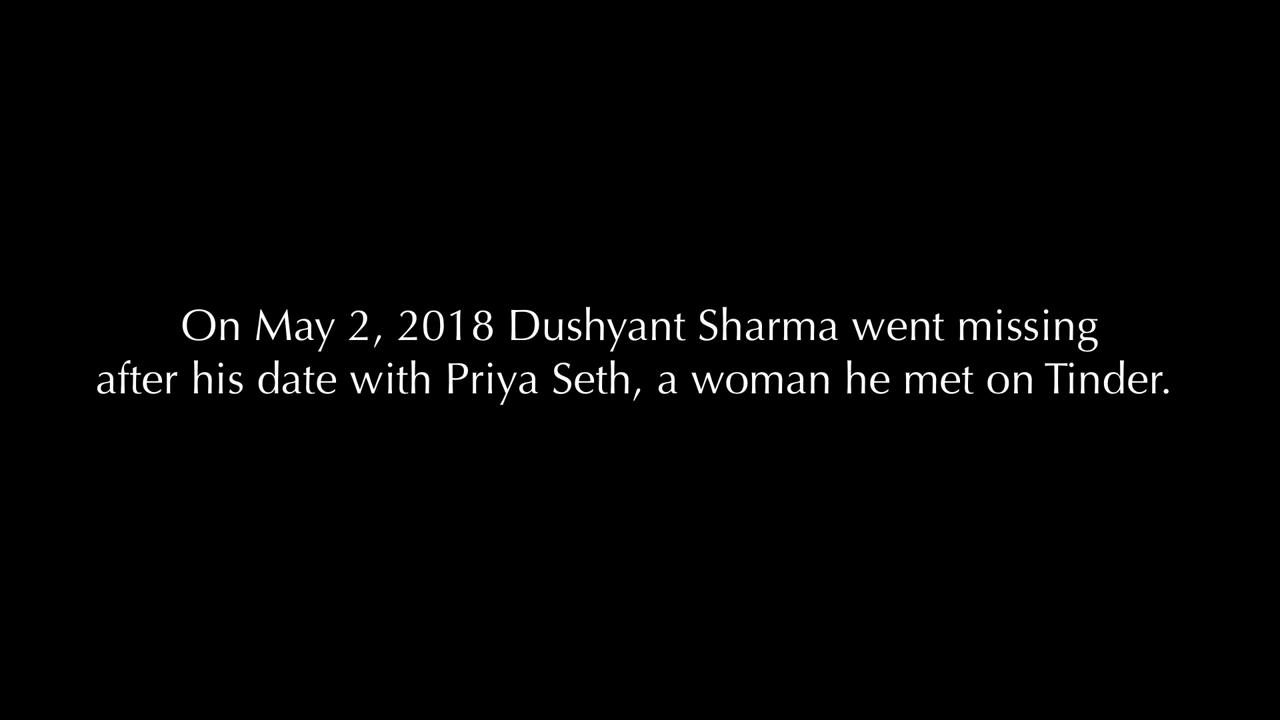 On May 2, 2018 Dushyant Sharma went missing
after his date with Priya Seth, a woman he met on Tinder.